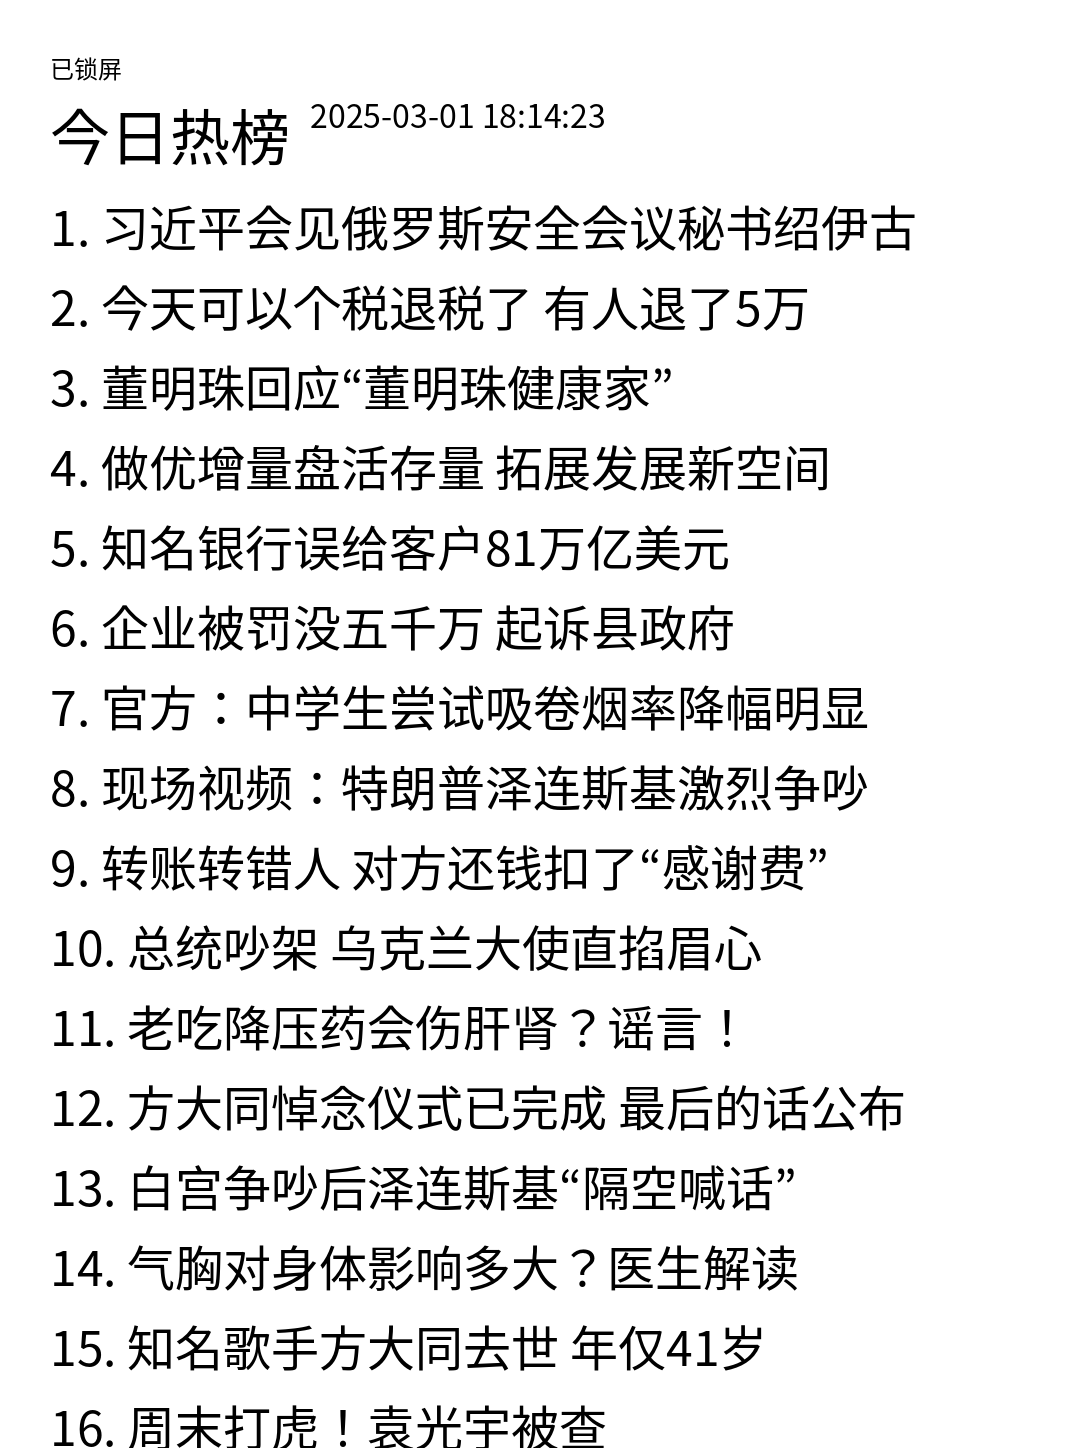 已锁屏
今日热榜 2025-03-01 18:14:23
1. 习近平会见俄罗斯安全会议秘书绍伊古
2. 今天可以个税退税了 有人退了5万
3. 董明珠回应“董明珠健康家”
4. 做优增量盘活存量 拓展发展新空间
5. 知名银行误给客户81万亿美元
6. 企业被罚没五千万 起诉县政府
7. 官方：中学生尝试吸卷烟率降幅明显
8. 现场视频：特朗普泽连斯基激烈争吵
9. 转账转错人 对方还钱扣了“感谢费”
10. 总统吵架 乌克兰大使直掐眉心
11. 老吃降压药会伤肝肾？谣言！
12. 方大同悼念仪式已完成 最后的话公布
13. 白宫争吵后泽连斯基“隔空喊话”
14. 气胸对身体影响多大？医生解读
15. 知名歌手方大同去世 年仅41岁
16. 周末打虎！袁光宇被查